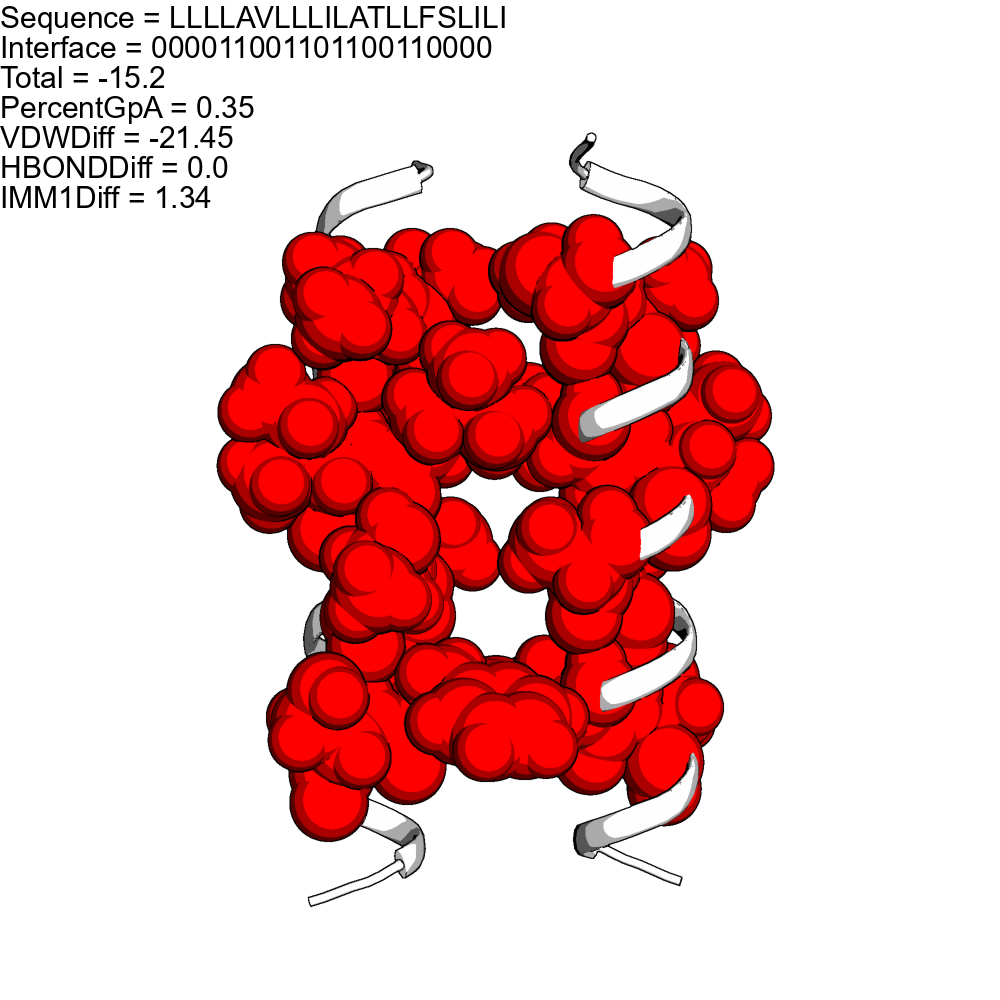 Sequence = LLLLAVLLLILATLLFSLILI
Interface = 000011001101100110000
Total = -15.2
PercentGpA = 0.35
VDWDiff = -21.45
HBONDDiff = 0.0
IMM1Diff = 1.34